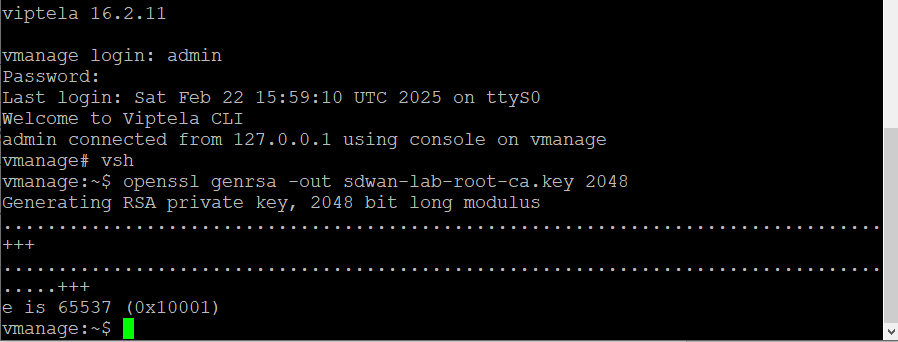 viptela 16.2.11
vmanage login: admin
Password:
Last login: Sat Feb 22 15:59:10 UTC 2025 on ttyS0
Welcome to Viptela CLI
admin connected from 127.0.0.1 using console on vmanage
vmanage# vsh
vmanage:~$ openssl genrsa -out sdwan-lab-root-ca.key 2048
Generating RSA private key, 2048 bit long modulus
................................................................................
+++
................................................................................
.....+++
e is 65537 (0x10001)
vmanage:~$